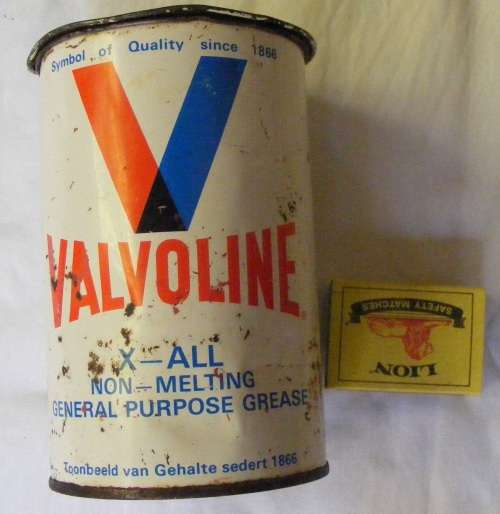 Symbol of Quality since 1866
VALVOLINE
X-ALL
NON-MELTING
GENERAL PURPOSE GREASE
Toonbeeld van Gehalte sedert 1866
LION
SAFETY MATCHES